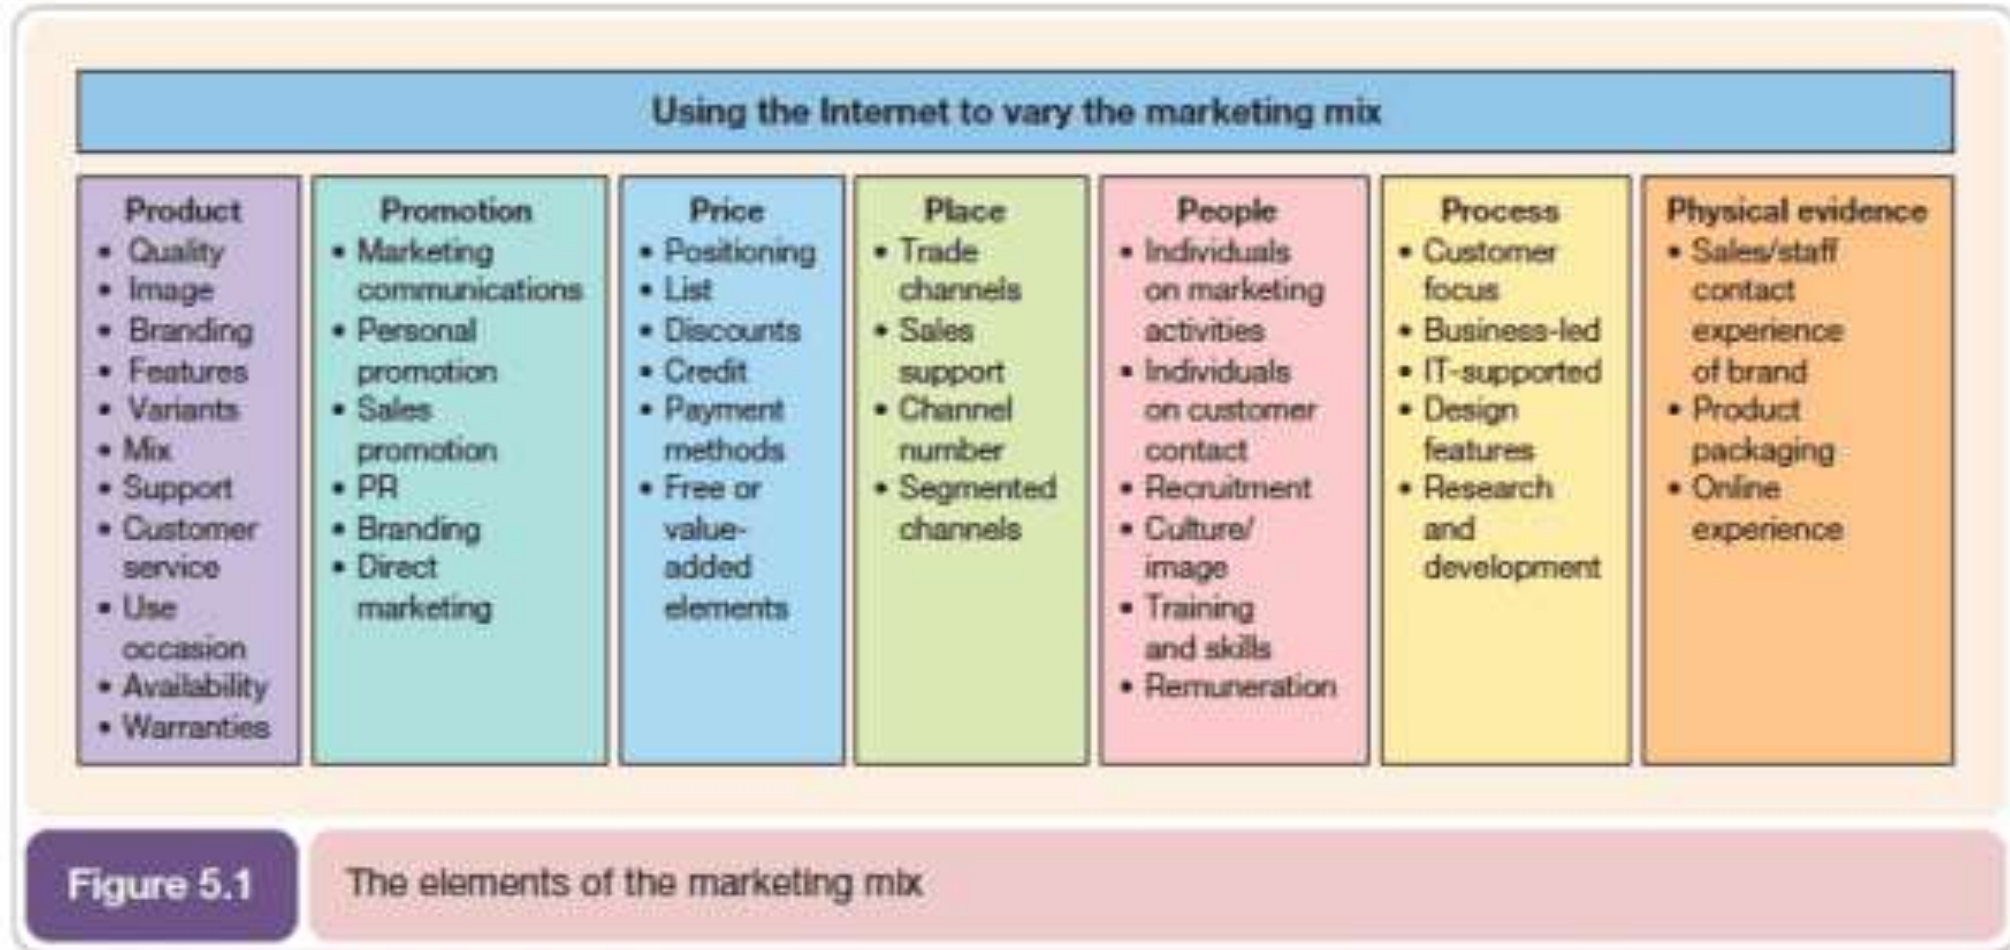 Using the Internet to vary the marketing mix
Product
• Quality
• Image
• Branding
• Features
• Variants
• Mix
• Support
• Customer
service
• Use
occasion
• Availability
• Warranties
Promotion
• Marketing
communications
• Personal
promotion
• Sales
promotion
• PR
• Branding
• Direct
marketing
Price
• Positioning
• List
• Discounts
• Credit
• Payment
methods
• Free or
value-
added
elements
Place
• Trade
channels
• Sales
support
• Channel
number
• Segmented
channels
People
• Individuals
on marketing
activities
• Individuals
on customer
contact
• Recruitment
• Culture/
image
• Training
and skills
• Remuneration
Process
• Customer
focus
• Business-led
• IT-supported
• Design
features
• Research
and
development
Physical evidence
• Sales/staff
contact
experience
of brand
• Product
packaging
• Online
experience
Figure 5.1
The elements of the marketing mix